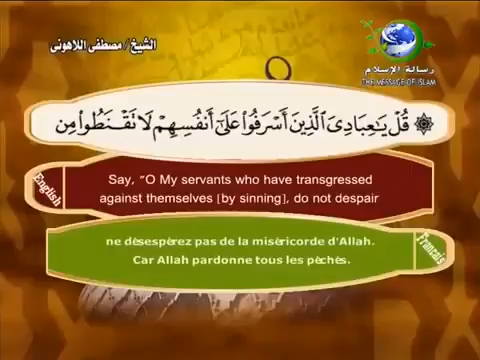 الشيخ / مصطفى اللاهونى
رسالة الإسلام
THE MESSAGE OF ISLAM
۞ قُلْ يَٰعِبَادِىَ ٱلَّذِينَ أَسْرَفُوا۟ عَلَىٰٓ أَنفُسِهِمْ لَا تَقْنَطُوا۟ مِن
English
Say, "O My servants who have transgressed
against themselves [by sinning], do not despair
ne désespérez pas de la miséricorde d'Allah.
Car Allah pardonne tous les péchés.
Francais